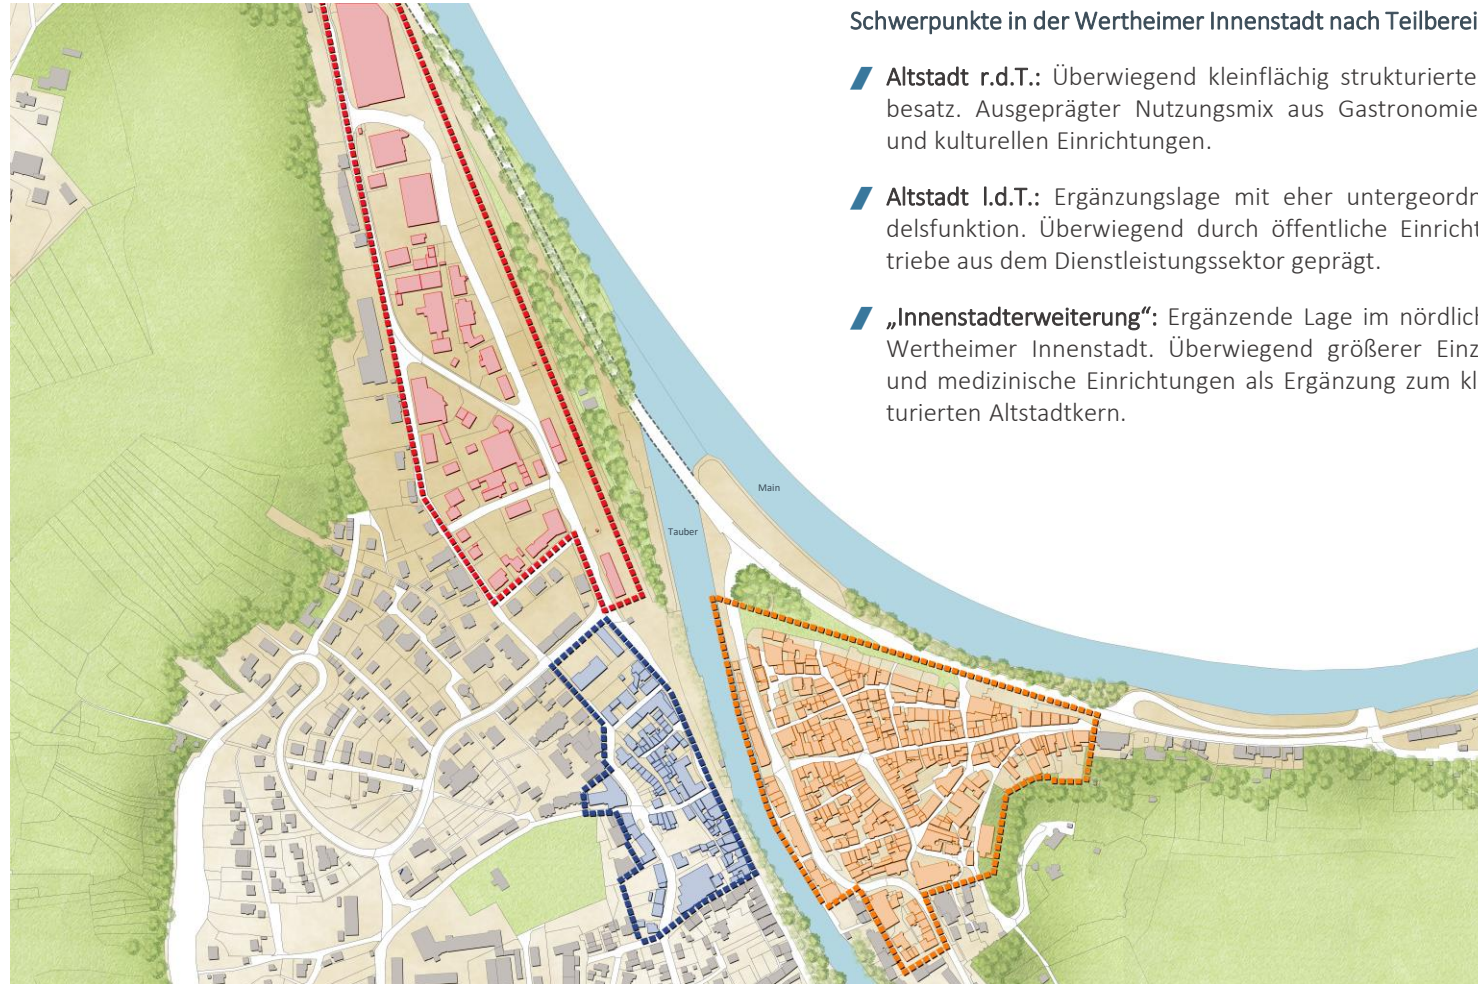 Schwerpunkte in der Wertheimer Innenstadt nach Teilberei
Altstadt r.d.T.: Überwiegend kleinflächig strukturierte
besatz. Ausgeprägter Nutzungsmix aus Gastronomie
und kulturellen Einrichtungen.
Altstadt l.d.T.: Ergänzungslage mit eher untergeordn
delsfunktion. Überwiegend durch öffentliche Einricht
triebe aus dem Dienstleistungssektor geprägt.
„Innenstadterweiterung“: Ergänzende Lage im nördlich
Wertheimer Innenstadt. Überwiegend größerer Einz
und medizinische Einrichtungen als Ergänzung zum kl
turierten Altstadtkern.
Main
Tauber